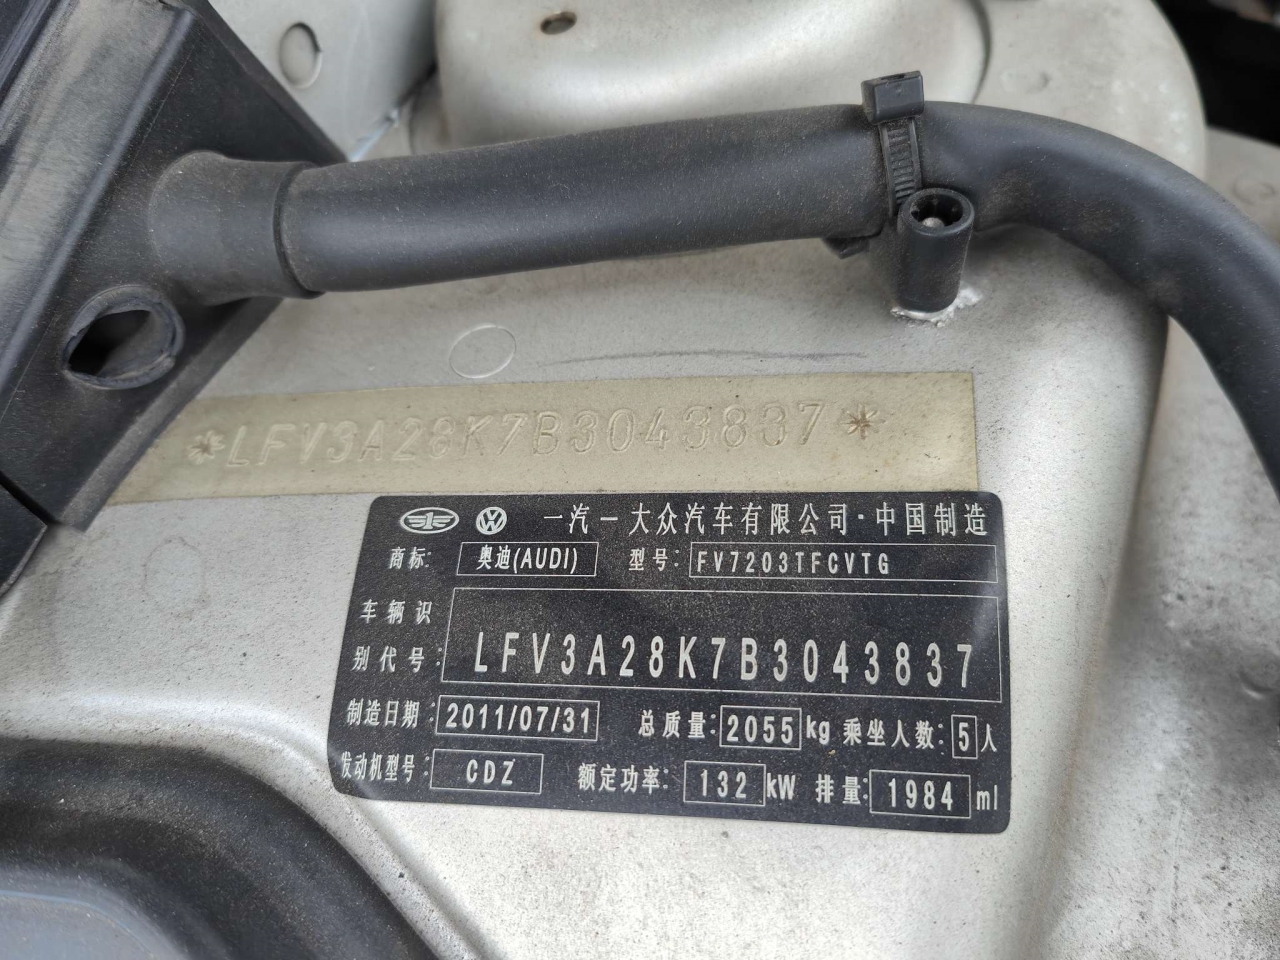 *LFV3A28K7B3043837*
一汽－大众汽车有限公司·中国制造
商标: 奥迪(AUDI) 型号: FV7203TFCVTG
车辆识
别代号: LFV3A28K7B3043837
制造日期: 2011/07/31 总质量: 2055 kg 乘坐人数: 5 人
发动机型号: CDZ 额定功率: 132 kW 排量: 1984 ml